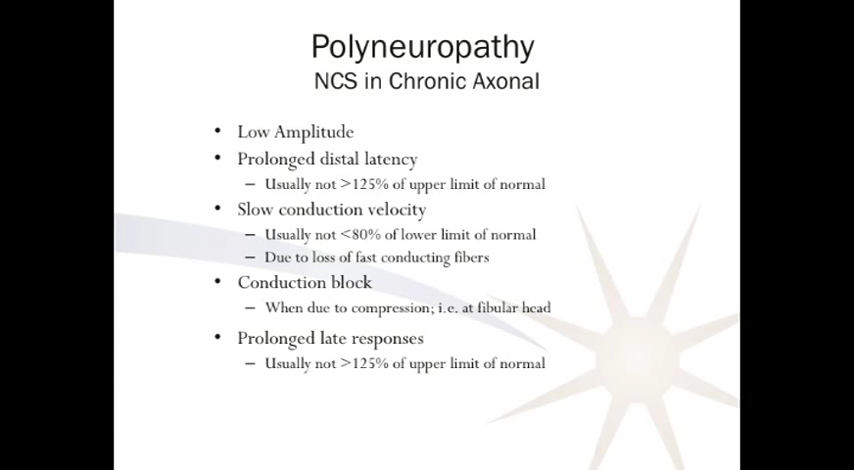 Polyneuropathy
NCS in Chronic Axonal
• Low Amplitude
• Prolonged distal latency
– Usually not >125% of upper limit of normal
• Slow conduction velocity
– Usually not <80% of lower limit of normal
– Due to loss of fast conducting fibers
• Conduction block
– When due to compression; i.e. at fibular head
• Prolonged late responses
– Usually not >125% of upper limit of normal